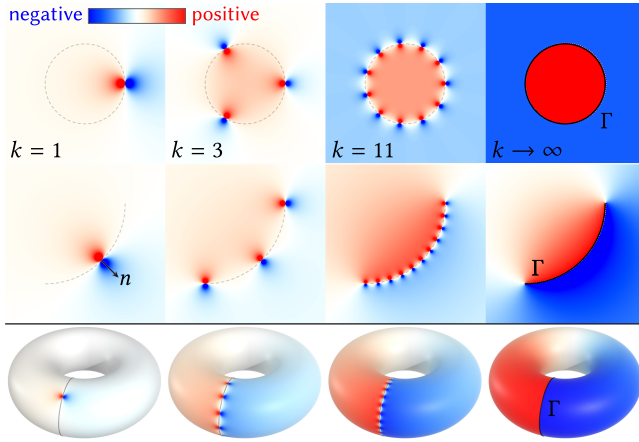 negative positive
k = 1
k = 3
k = 11
k → ∞
Γ
n
Γ
Γ